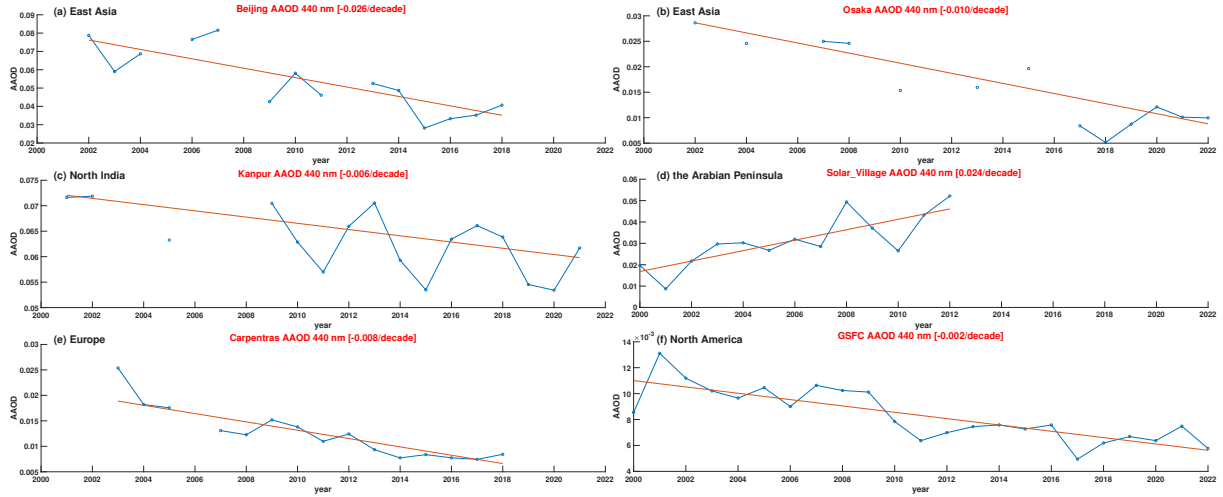 (a) East Asia
Beijing AAOD 440 nm [-0.026/decade]
0.09
0.08
0.07
0.06
0.05
0.04
0.03
0.02
AAOD
2000 2002 2004 2006 2008 2010 2012 2014 2016 2018 2020 2022
year
(b) East Asia
Osaka AAOD 440 nm [-0.010/decade]
0.03
0.025
0.02
0.015
0.01
0.005
AAOD
2000 2002 2004 2006 2008 2010 2012 2014 2016 2018 2020 2022
year
(c) North India
Kanpur AAOD 440 nm [-0.006/decade]
0.075
0.07
0.065
0.06
0.055
0.05
AAOD
2000 2002 2004 2006 2008 2010 2012 2014 2016 2018 2020 2022
year
(d) the Arabian Peninsula
Solar_Village AAOD 440 nm [0.024/decade]
0.06
0.05
0.04
0.03
0.02
0.01
0
AAOD
2000 2002 2004 2006 2008 2010 2012 2014 2016 2018 2020 2022
year
(e) Europe
Carpentras AAOD 440 nm [-0.008/decade]
0.03
0.025
0.02
0.015
0.01
0.005
AAOD
2000 2002 2004 2006 2008 2010 2012 2014 2016 2018 2020 2022
year
(f) North America
GSFC AAOD 440 nm [-0.002/decade]
×10⁻³
14
12
10
8
6
4
AAOD
2000 2002 2004 2006 2008 2010 2012 2014 2016 2018 2020 2022
year